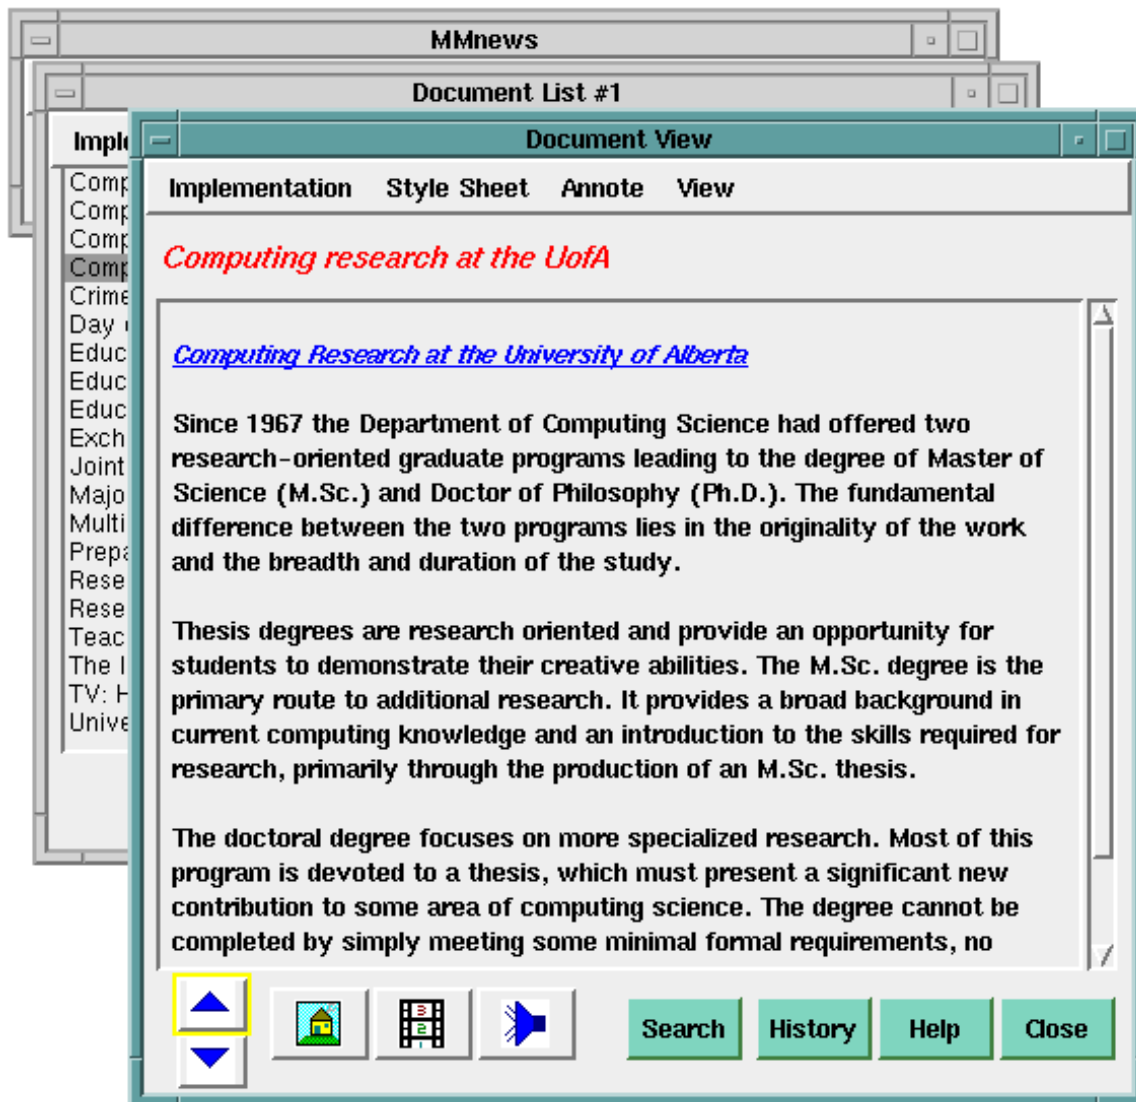 MMnews
Document List #1
Document View
Implementation Style Sheet Annote View
Computing research at the UofA
Comp
Comp
Comp
Comp
Crime
Day
Educ
Educ
Educ
Exch
Joint
Majo
Multi
Prepa
Rese
Rese
Teac
The
TV:
Unive
Computing Research at the University of Alberta
Since 1967 the Department of Computing Science had offered two
research-oriented graduate programs leading to the degree of Master of
Science (M.Sc.) and Doctor of Philosophy (Ph.D.). The fundamental
difference between the two programs lies in the originality of the work
and the breadth and duration of the study.
Thesis degrees are research oriented and provide an opportunity for
students to demonstrate their creative abilities. The M.Sc. degree is the
primary route to additional research. It provides a broad background in
current computing knowledge and an introduction to the skills required for
research, primarily through the production of an M.Sc. thesis.
The doctoral degree focuses on more specialized research. Most of this
program is devoted to a thesis, which must present a significant new
contribution to some area of computing science. The degree cannot be
completed by simply meeting some minimal formal requirements, no
3
2
1
Search History Help Close